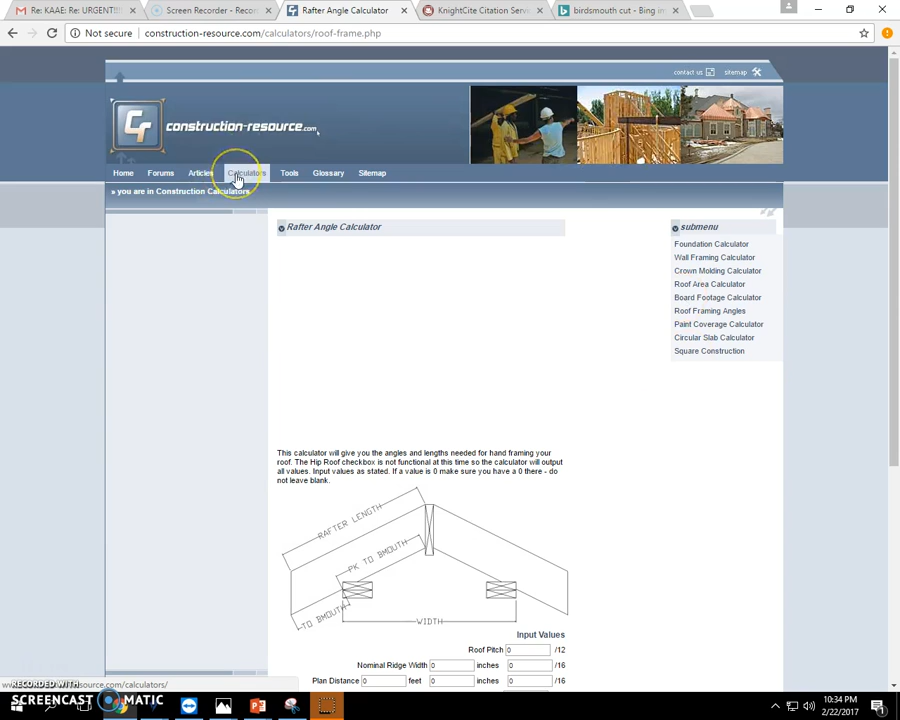 Re: KAAE: Re: URGENT!!!
Screen Recorder - Reco
Rafter Angle Calculator
KnightCite Citation Serv
birdsmouth cut - Bing im
Not secure
construction-resource.com/calculators/roof-frame.php
contact us
sitemap
Cr
construction-resource.com
Home
Forums
Articles
Calculators
Tools
Glossary
Sitemap
» you are in Construction Calculators
Rafter Angle Calculator
submenu
Foundation Calculator
Wall Framing Calculator
Crown Molding Calculator
Roof Area Calculator
Board Footage Calculator
Roof Framing Angles
Paint Coverage Calculator
Circular Slab Calculator
Square Construction
This calculator will give you the angles and lengths needed for hand framing your
roof. The Hip Roof checkbox is not functional at this time so the calculator will output
all values. Input values as stated. If a value is 0 make sure you have a 0 there - do
not leave blank.
RAFTER LENGTH
PK TO BMOUTH
TO BMOUTH
WIDTH
Input Values
Roof Pitch 0 /12
Nominal Ridge Width 0 inches 0 /16
Plan Distance 0 feet 0 inches 0 /16
RECORDED WITH
SCREENCAST MATIC
esource.com/calculators/
10:34 PM
2/22/2017
1